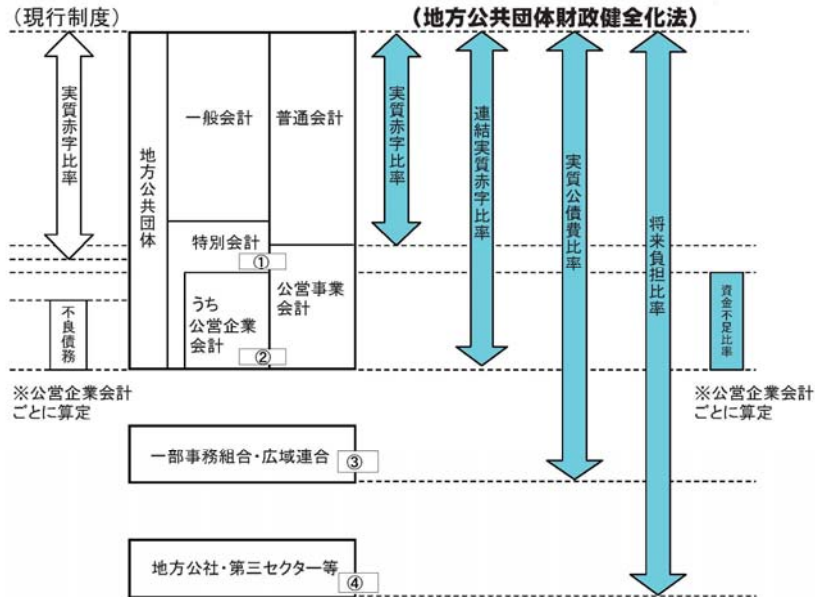 (現行制度)
(地方公共団体財政健全化法)
実質赤字比率
地方公共団体
一般会計
普通会計
実質赤字比率
連結実質赤字比率
実質公債費比率
将来負担比率
特別会計
①
公営事業
会計
うち
公営企業
会計
②
不良債務
資金不足比率
※公営企業会計
ごとに算定
※公営企業会計
ごとに算定
一部事務組合・広域連合
③
地方公社・第三セクター等
④